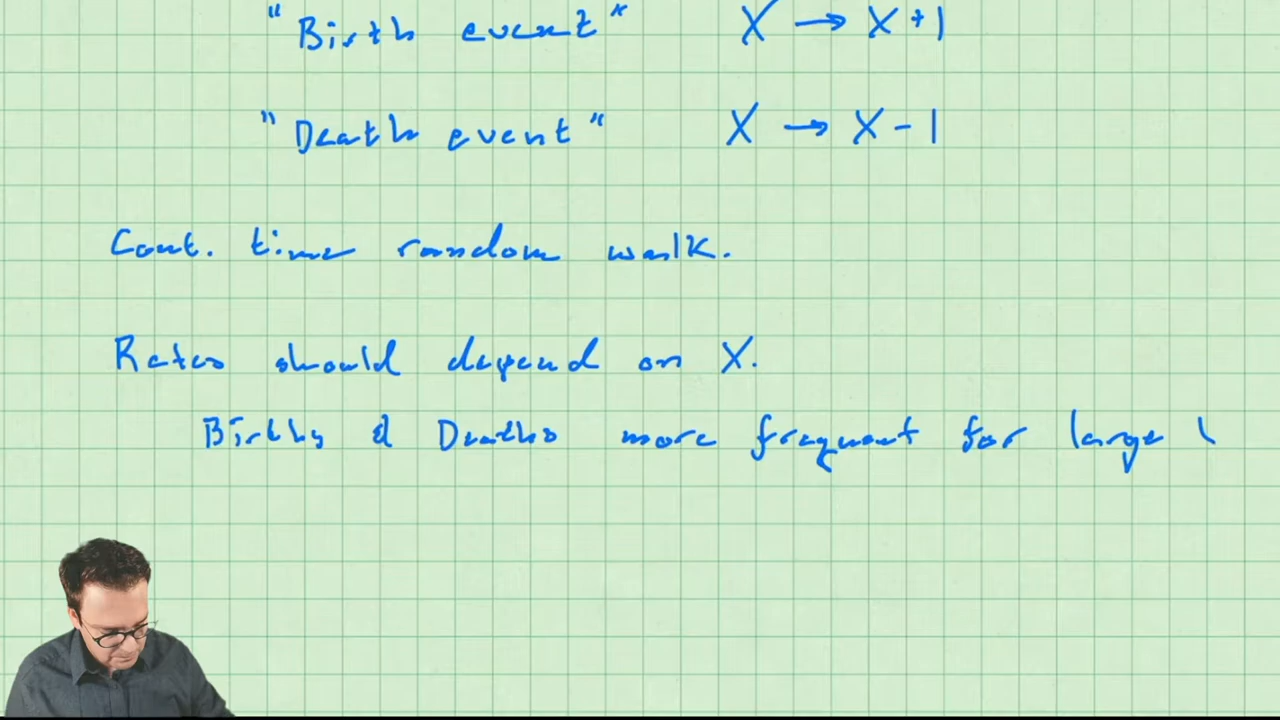 "Birth event" X → X + 1
"Death event" X → X - 1
Cont. time random walk.
Rates should depend on X.
Births & Deaths more frequent for large